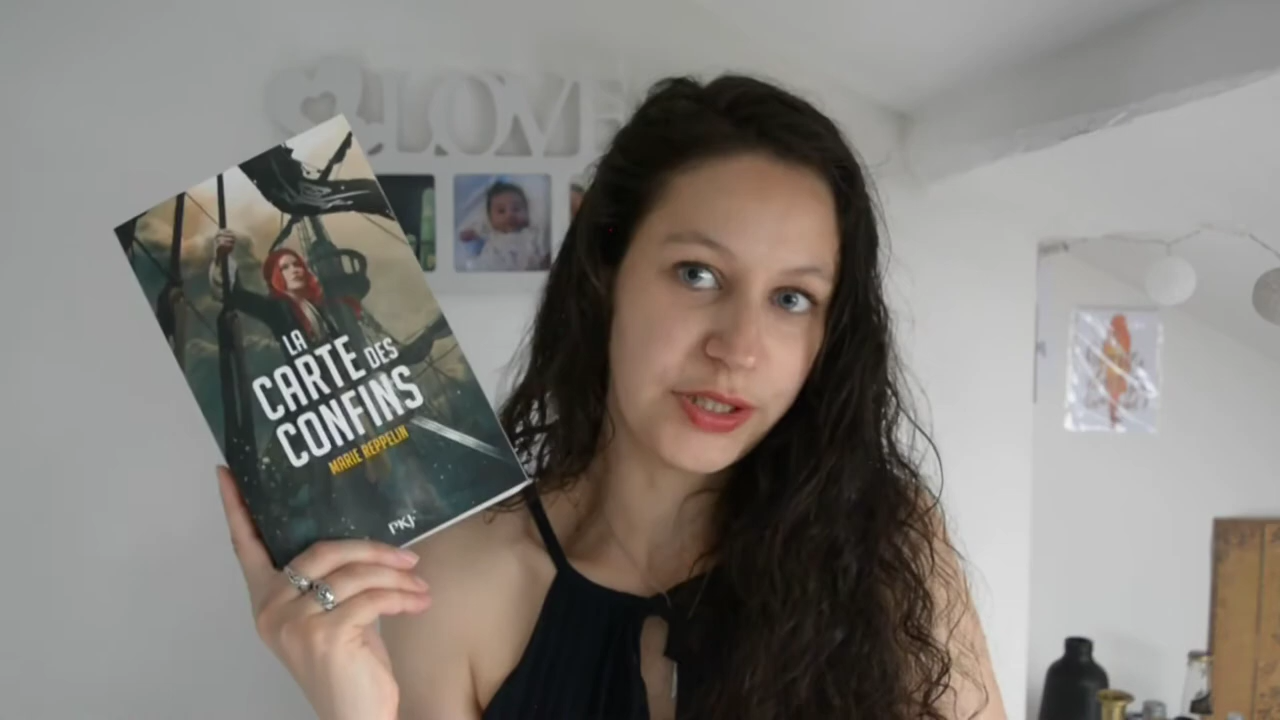 LOVE
LA
CARTE DES
CONFINS
MARIE REPPELIN
PKJ·